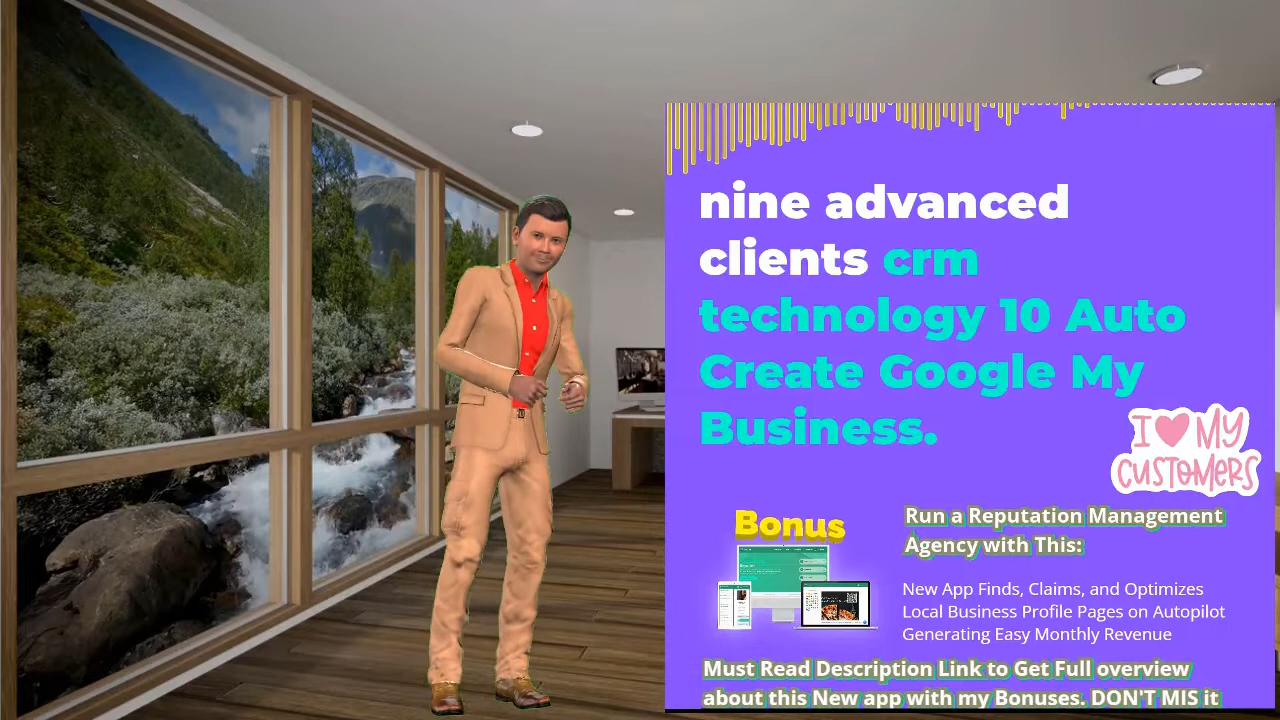 nine advanced
clients crm
technology 10 Auto
Create Google My
Business.
I MY
CUSTOMERS
Bonus
Run a Reputation Management
Agency with This:
New App Finds, Claims, and Optimizes
Local Business Profile Pages on Autopilot
Generating Easy Monthly Revenue
Must Read Description Link to Get Full overview
about this New app with my Bonuses. DON'T MIS it